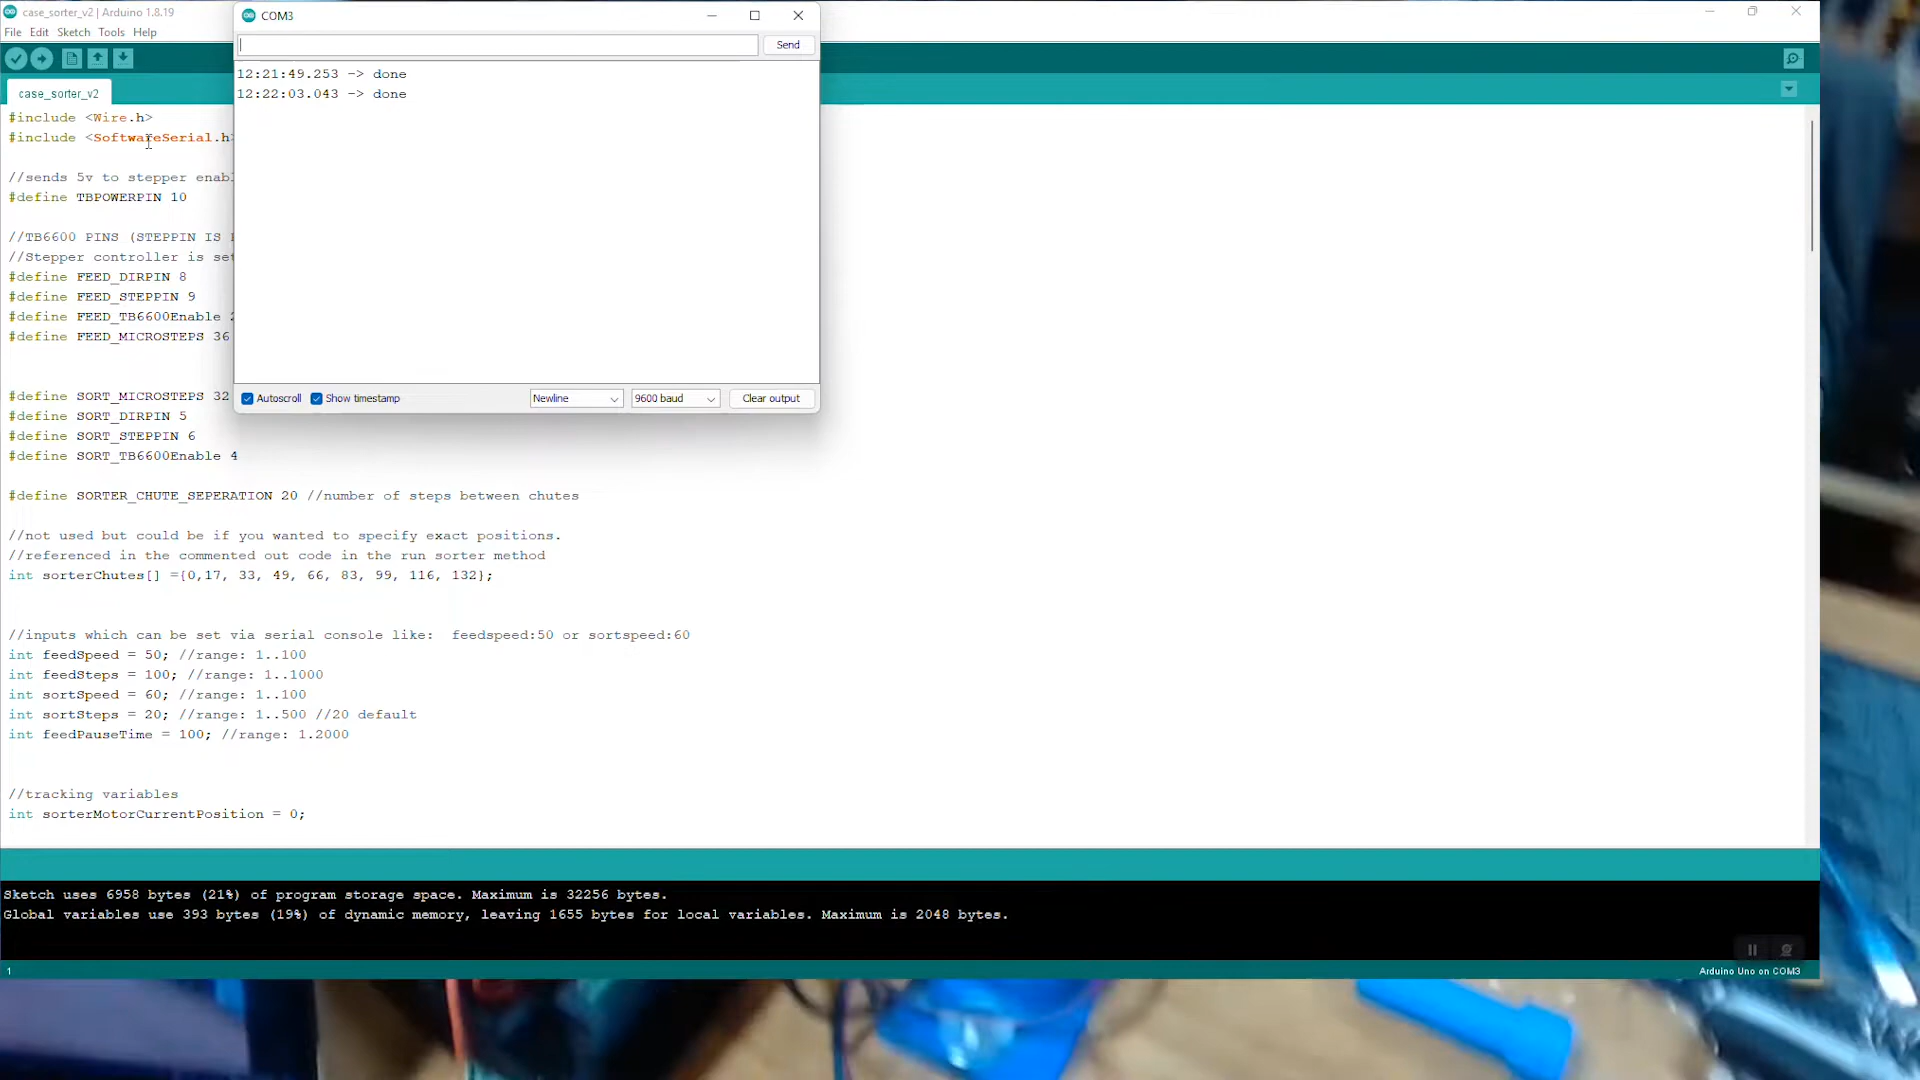 case_sorter_v2 | Arduino 1.8.19
File Edit Sketch Tools Help
COM3
Send
12:21:49.253 -> done
12:22:03.043 -> done
Autoscroll
Show timestamp
Newline
9600 baud
Clear output
case_sorter_v2
#include <Wire.h>
#include <SoftwareSerial.h>
//sends 5v to stepper
#define TBPOWERPIN 10
//TB6600 PINS (STEPPIN IS
//Stepper controller is
#define FEED_DIRPIN 8
#define FEED_STEPPIN 9
#define FEED_TB6600Enable
#define FEED_MICROSTEPS 36
#define SORT_MICROSTEPS 32
#define SORT_DIRPIN 5
#define SORT_STEPPIN 6
#define SORT_TB6600Enable 4
#define SORTER_CHUTE_SEPERATION 20 //number of steps between chutes
//not used but could be if you wanted to specify exact positions.
//referenced in the commented out code in the run sorter method
int sorterChutes[] ={0,17, 33, 49, 66, 83, 99, 116, 132};
//inputs which can be set via serial console like:  feedspeed:50 or sortspeed:60
int feedSpeed = 50; //range: 1..100
int feedSteps = 100; //range: 1..1000
int sortSpeed = 60; //range: 1..100
int sortSteps = 20; //range: 1..500 //20 default
int feedPauseTime = 100; //range: 1.2000
//tracking variables
int sorterMotorCurrentPosition = 0;
Sketch uses 6958 bytes (21%) of program storage space. Maximum is 32256 bytes.
Global variables use 393 bytes (19%) of dynamic memory, leaving 1655 bytes for local variables. Maximum is 2048 bytes.
1
Arduino Uno on COM3